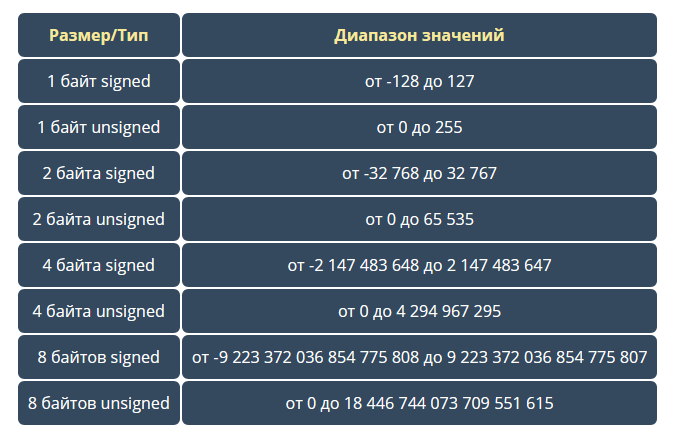 Размер/Тип Диапазон значений
1 байт signed от -128 до 127
1 байт unsigned от 0 до 255
2 байта signed от -32 768 до 32 767
2 байта unsigned от 0 до 65 535
4 байта signed от -2 147 483 648 до 2 147 483 647
4 байта unsigned от 0 до 4 294 967 295
8 байтов signed от -9 223 372 036 854 775 808 до 9 223 372 036 854 775 807
8 байтов unsigned от 0 до 18 446 744 073 709 551 615